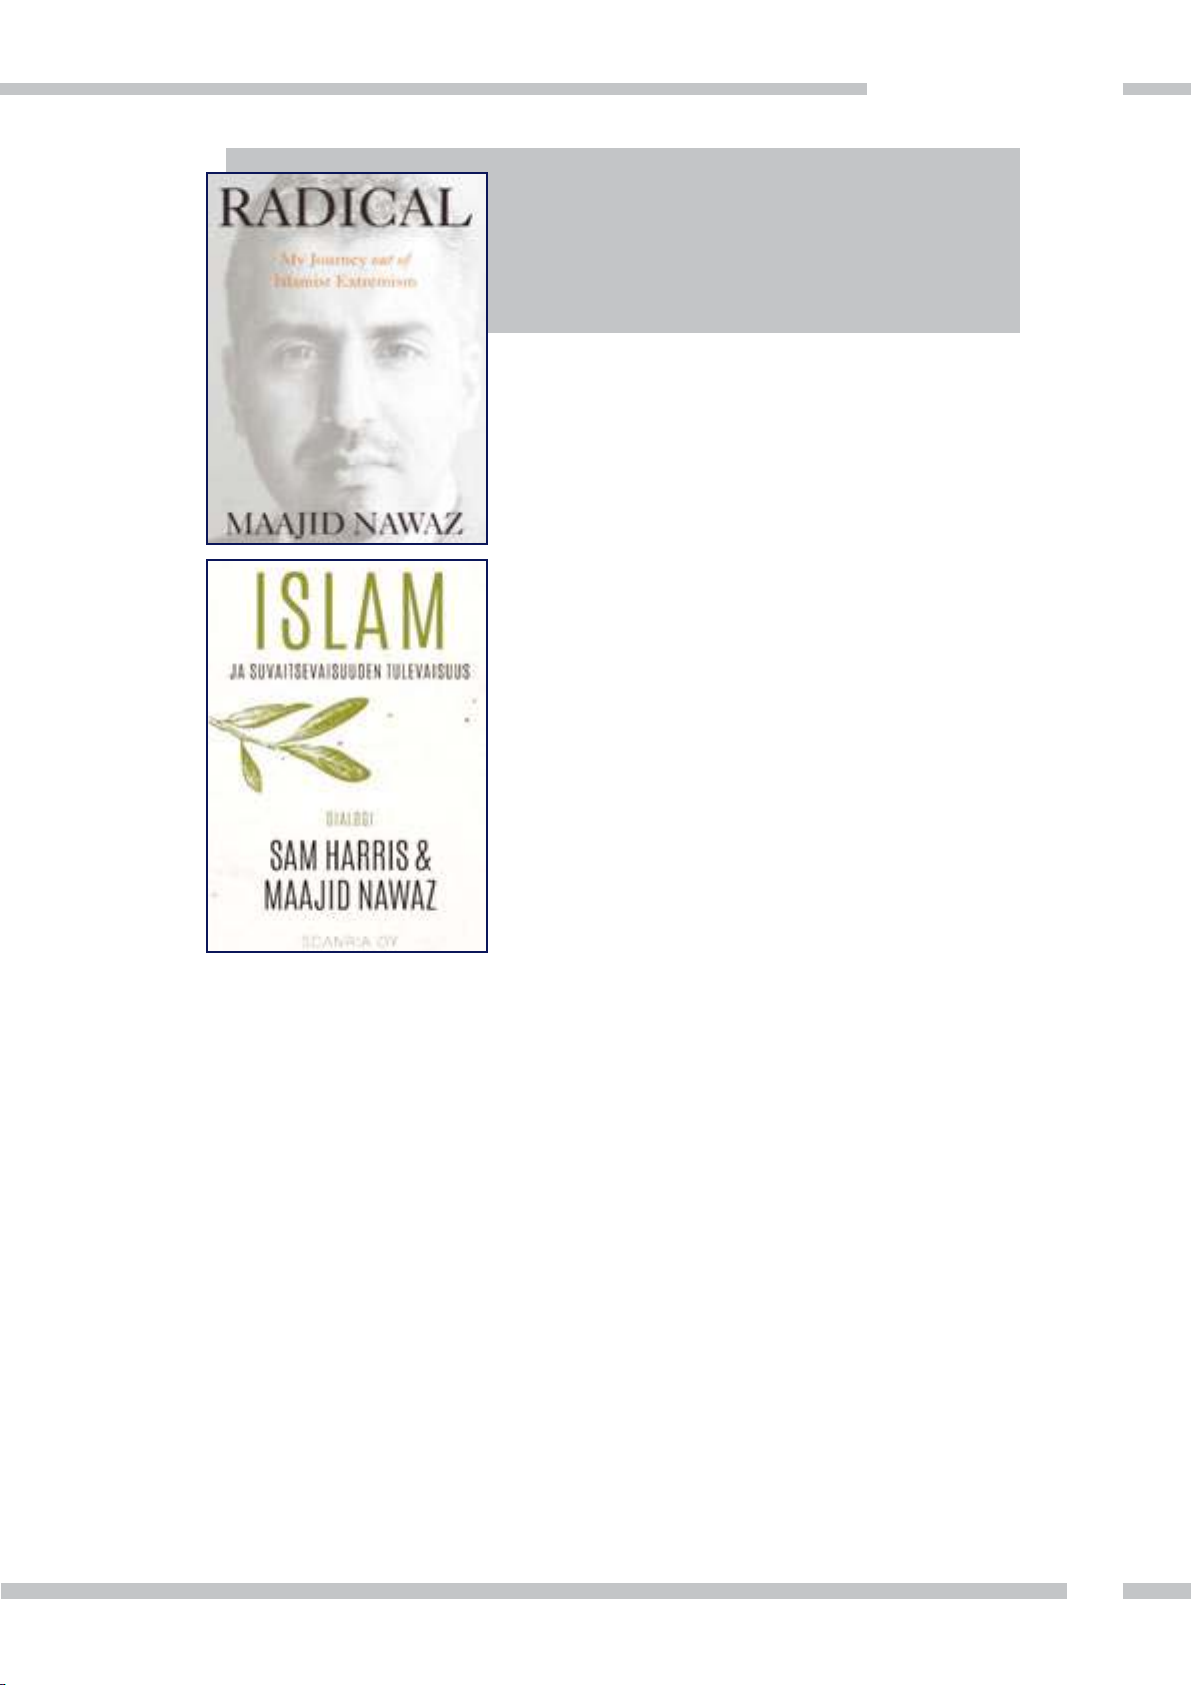 RADICAL
My Journey out of
Islamist Extremism
MAAJID NAWAZ
ISLAM
JA SUVAITSEVAISUUDEN TULEVAISUUS
DIALOGI
SAM HARRIS &
MAAJID NAWAZ
SCANRIA OY